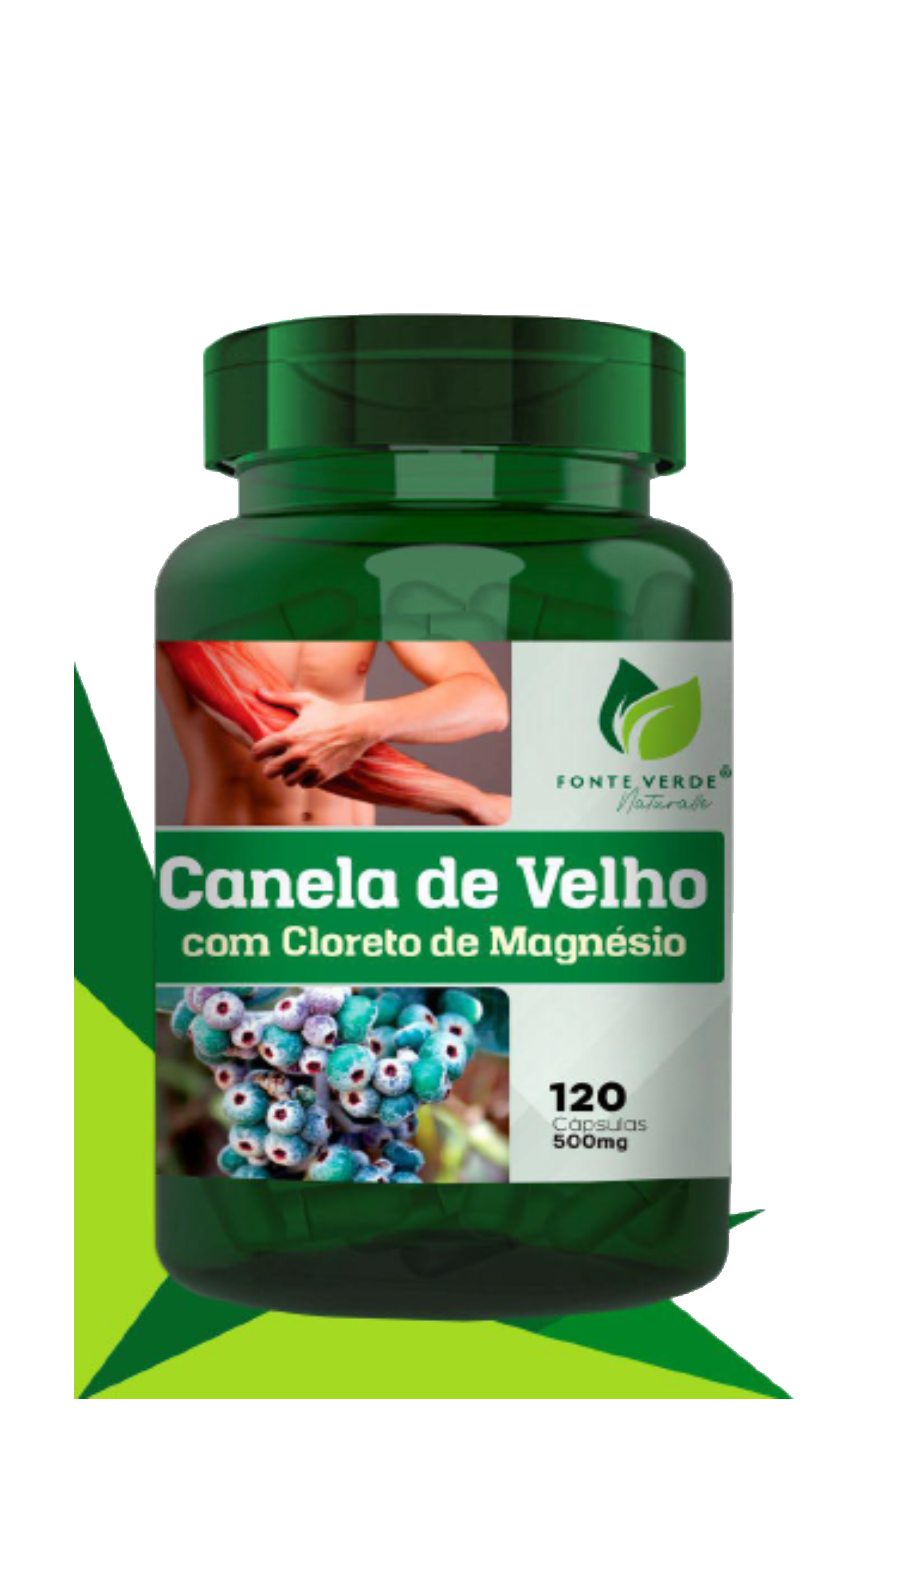 FONTE VERDE®
Naturalle
Canela de Velho
com Cloreto de Magnésio
120
Cápsulas
500mg